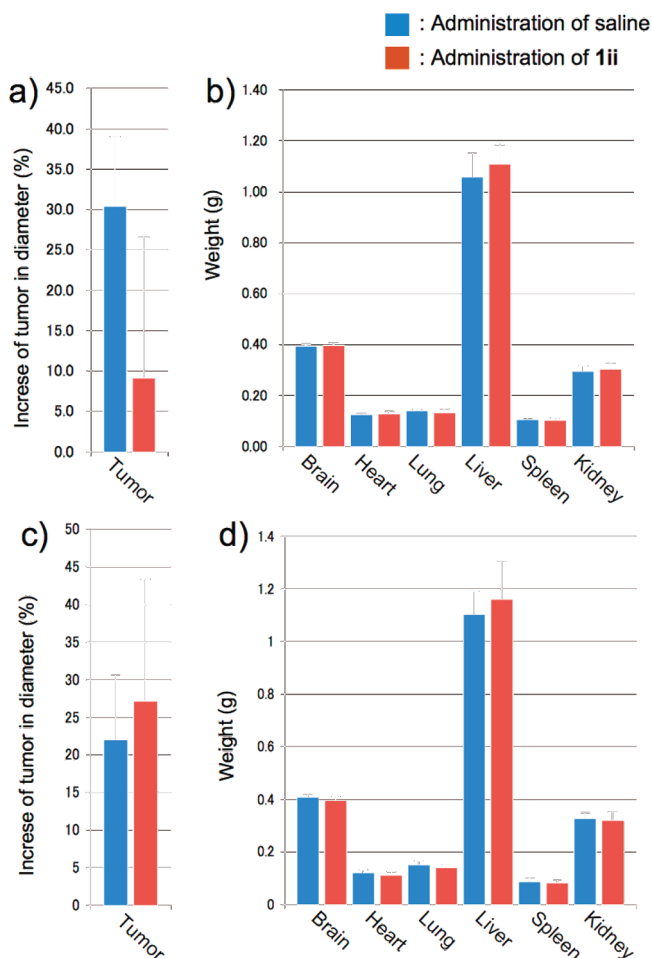 : Administration of saline
: Administration of 1ii
a)
Increse of tumor in diameter (%)
45.0
40.0
35.0
30.0
25.0
20.0
15.0
10.0
5.0
0.0
Tumor
b)
Weight (g)
1.40
1.20
1.00
0.80
0.60
0.40
0.20
0.00
Brain
Heart
Lung
Liver
Spleen
Kidney
c)
Increse of tumor in diameter (%)
50
45
40
35
30
25
20
15
10
5
0
Tumor
d)
Weight (g)
1.4
1.2
1
0.8
0.6
0.4
0.2
0
Brain
Heart
Lung
Liver
Spleen
Kidney